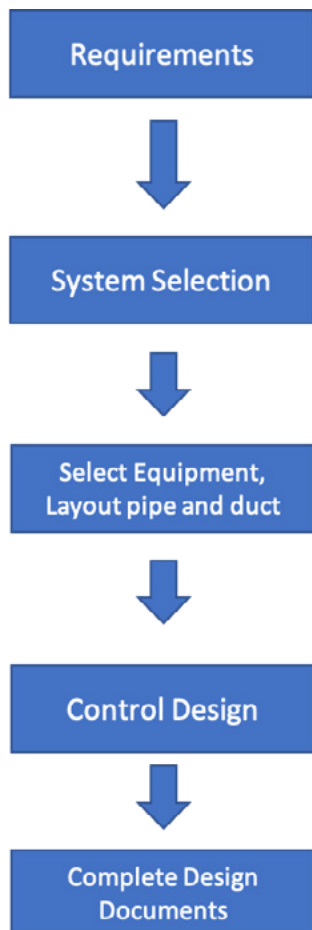 Requirements
System Selection
Select Equipment,
Layout pipe and duct
Control Design
Complete Design
Documents